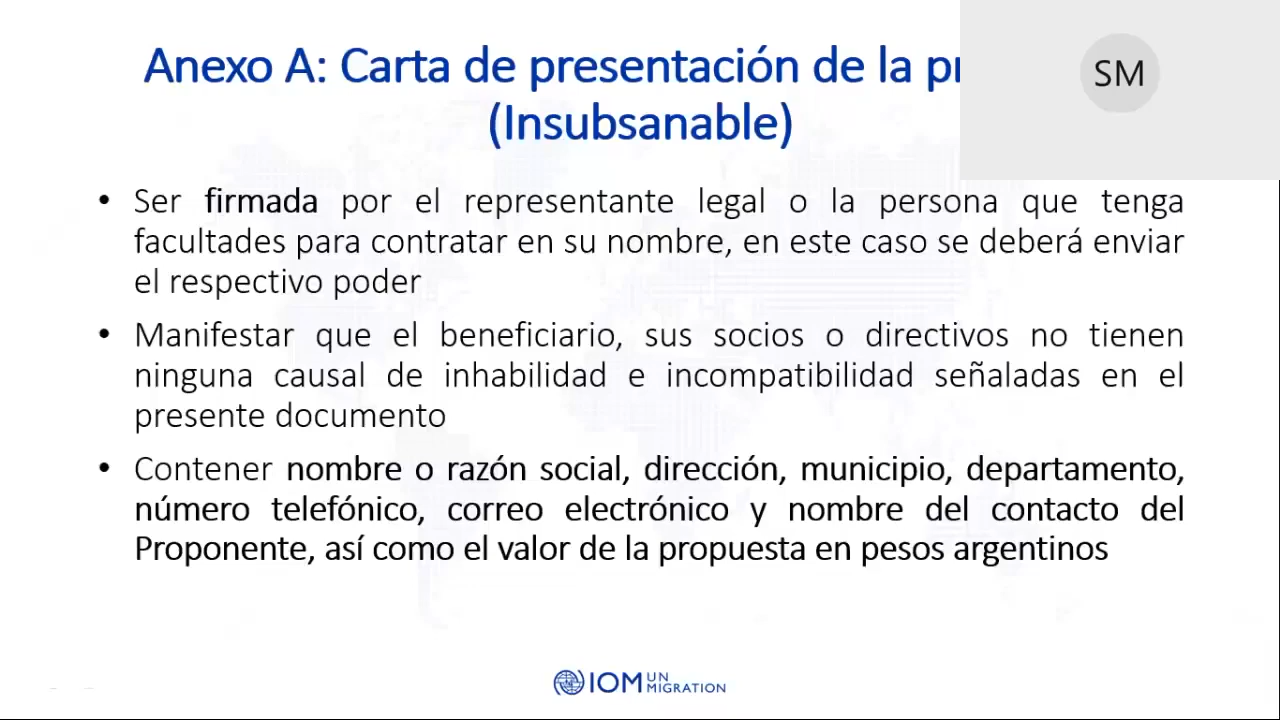 Anexo A: Carta de presentación de la
(Insubsanable)
SM
• Ser firmada por el representante legal o la persona que tenga
facultades para contratar en su nombre, en este caso se deberá enviar
el respectivo poder
• Manifestar que el beneficiario, sus socios o directivos no tienen
ninguna causal de inhabilidad e incompatibilidad señaladas en el
presente documento
• Contener nombre o razón social, dirección, municipio, departamento,
número telefónico, correo electrónico y nombre del contacto del
Proponente, así como el valor de la propuesta en pesos argentinos
IOM UN
MIGRATION